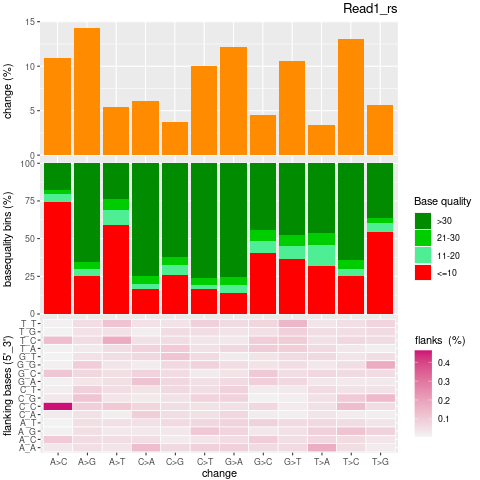 Read1_rs
change (%)
15
10
5
0
basequality bins (%)
100
75
50
25
0
Base quality
>30
21-30
11-20
<=10
flanking bases (5'_3')
T_T
T_G
T_C
T_A
G_T
G_G
G_C
G_A
C_T
C_G
C_C
C_A
A_T
A_G
A_C
A_A
flanks (%)
0.4
0.3
0.2
0.1
A>C A>G A>T C>A C>G C>T G>A G>C G>T T>A T>C T>G
change